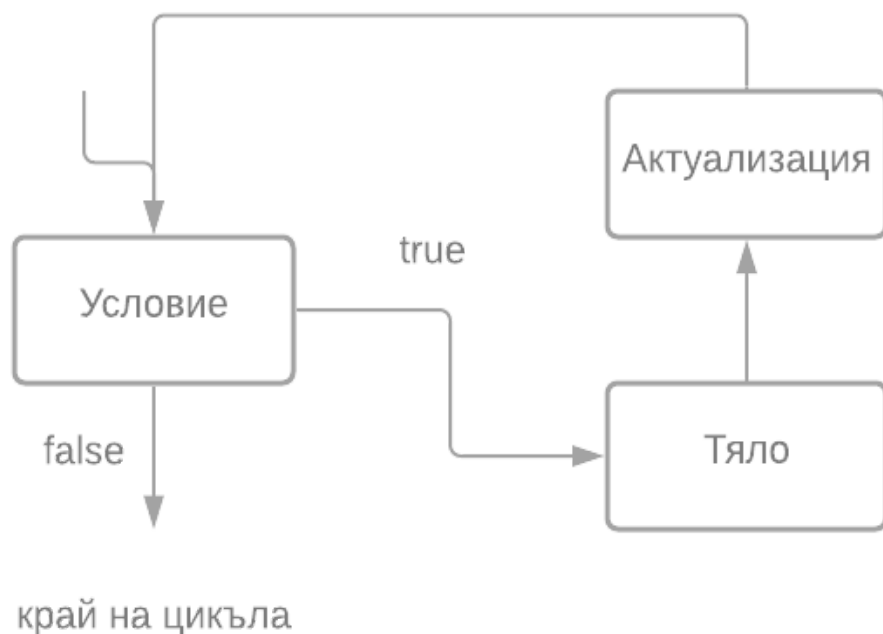 Актуализация
true
Условие
false
Тяло
край на цикъла